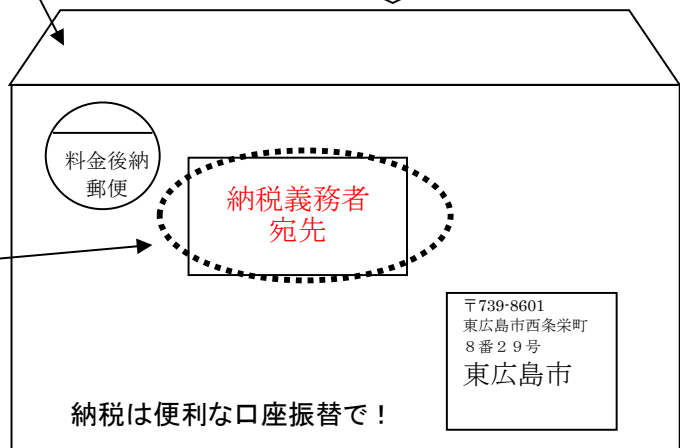 料金後納
郵便
納税義務者
宛先
〒739-8601
東広島市西条栄町
８番２９号
東広島市
納税は便利な口座振替で！